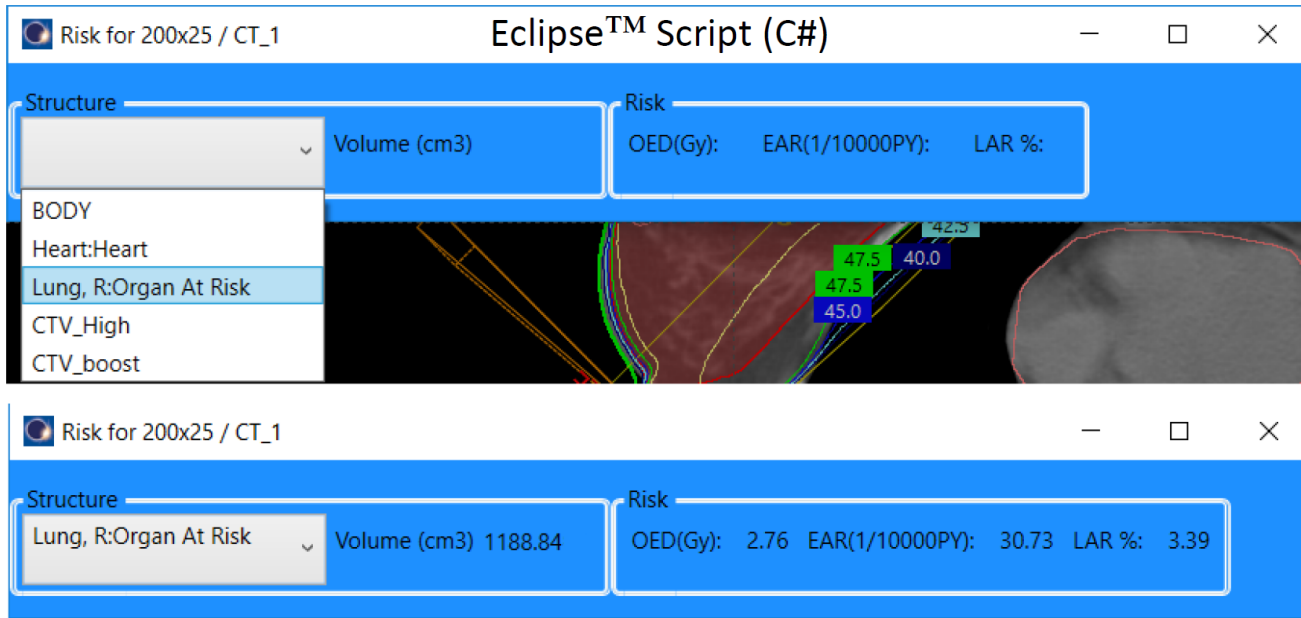 Risk for 200x25 / CT_1
Eclipse™ Script (C#)
Structure
Volume (cm3)
Risk
OED(Gy): EAR(1/10000PY): LAR %:
BODY
Heart:Heart
Lung, R:Organ At Risk
CTV_High
CTV_boost
42.5
47.5
40.0
47.5
45.0
Risk for 200x25 / CT_1
Structure
Lung, R:Organ At Risk
Volume (cm3) 1188.84
Risk
OED(Gy): 2.76 EAR(1/10000PY): 30.73 LAR %: 3.39